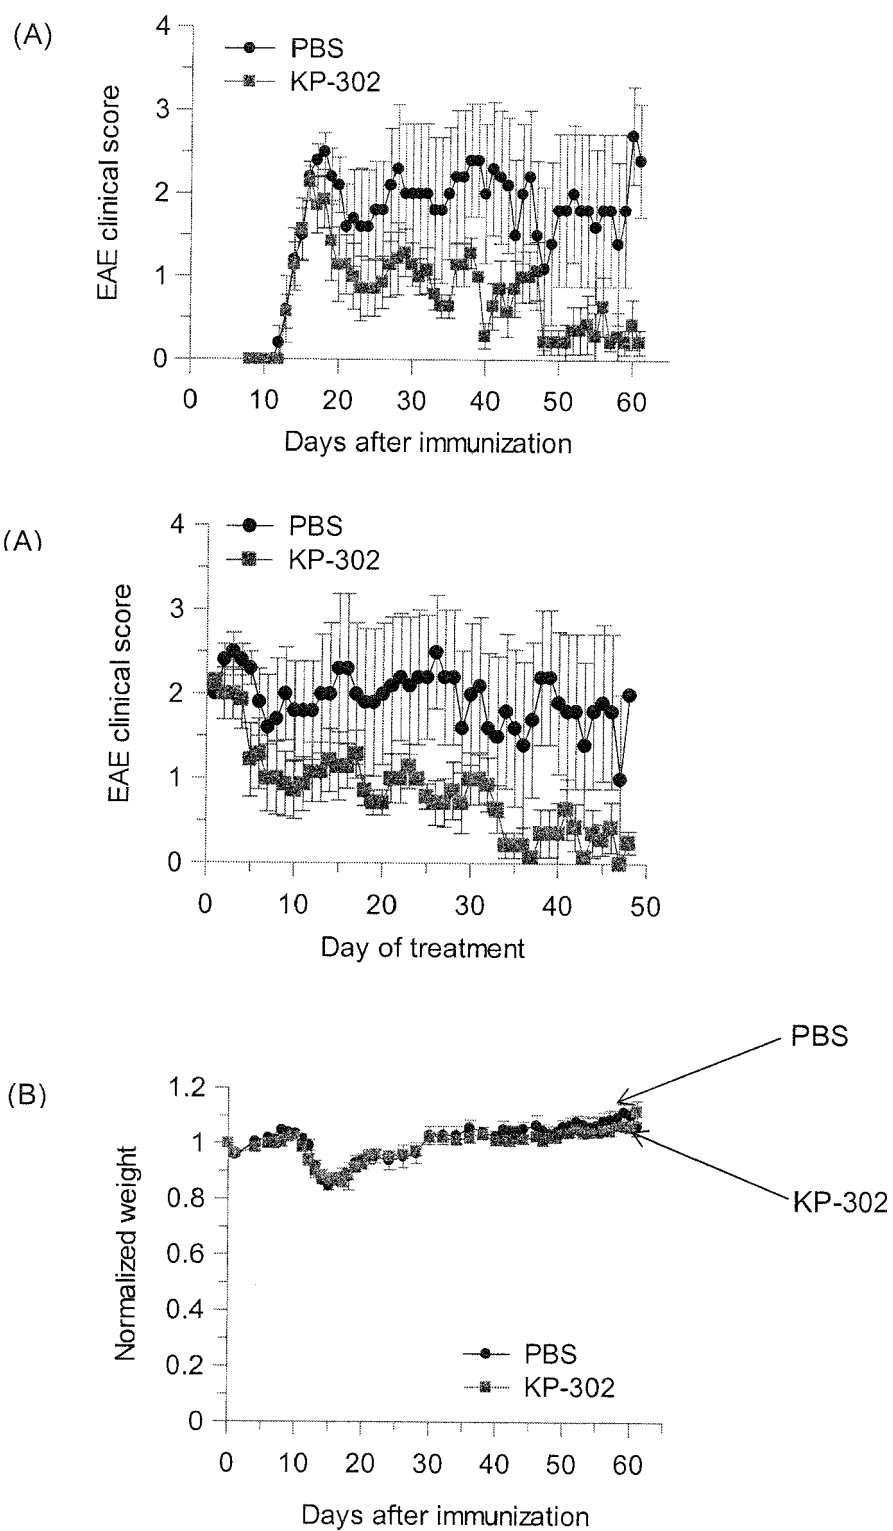 (A)
4
3
2
1
0
EAE clinical score
PBS
KP-302
0 10 20 30 40 50 60
Days after immunization
(A)
4
3
2
1
0
EAE clinical score
PBS
KP-302
0 10 20 30 40 50
Day of treatment
(B)
1.2
1
0.8
0.6
0.4
0.2
0
Normalized weight
PBS
KP-302
PBS
KP-302
0 10 20 30 40 50 60
Days after immunization